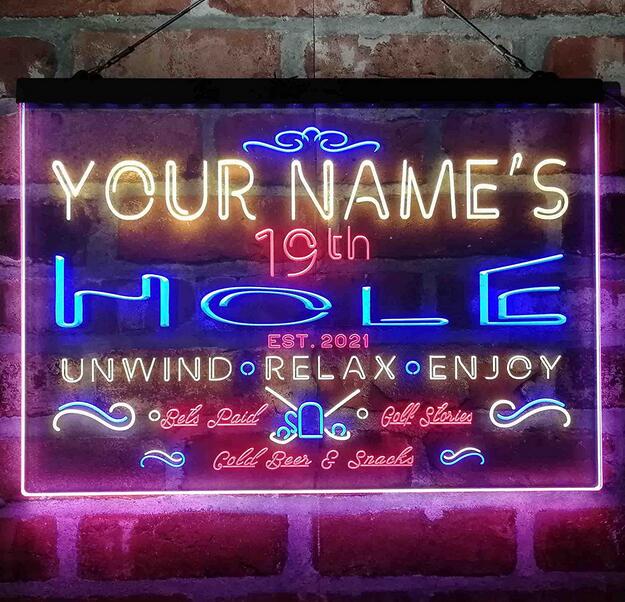 YOUR NAME'S
19th
HOLE
EST. 2021
UNWIND • RELAX • ENJOY
Bets Paid Golf Stories
Cold Beer & Snacks